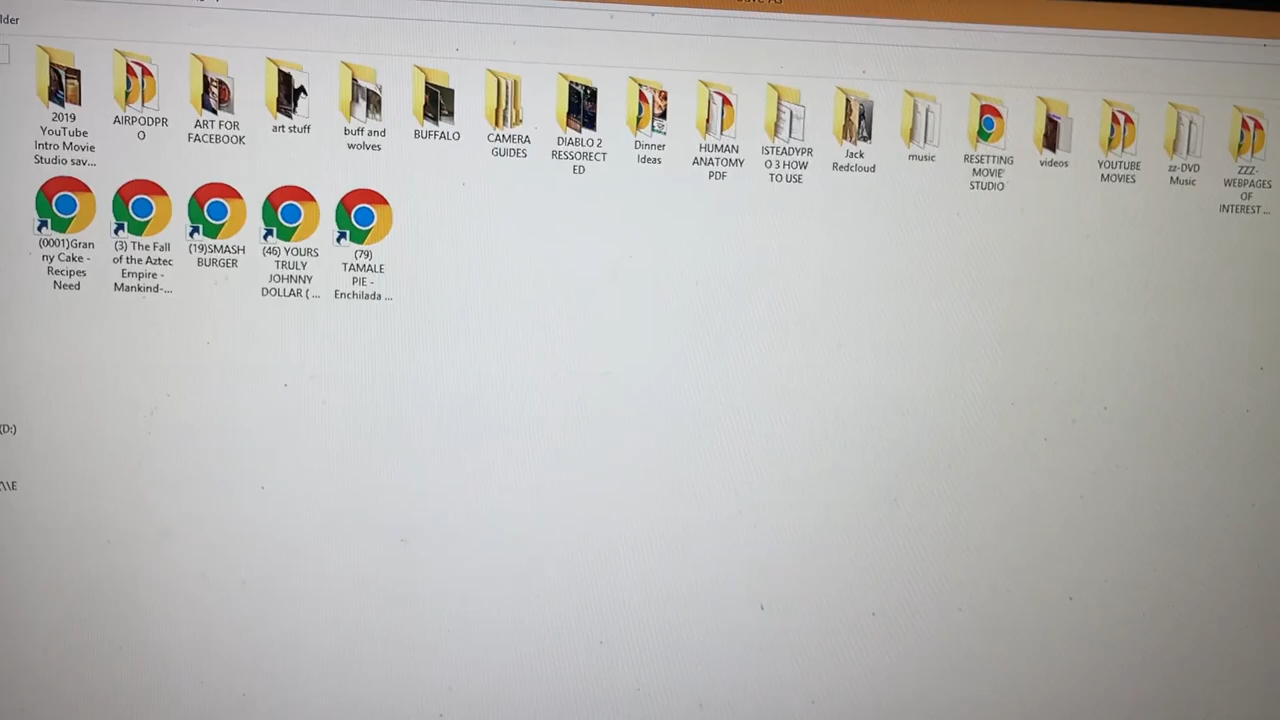 lder
2019
YouTube
Intro Movie
Studio sav...
AIRPODPR
O
ART FOR
FACEBOOK
art stuff
buff and
wolves
BUFFALO
CAMERA
GUIDES
DIABLO 2
RESSORECT
ED
Dinner
Ideas
HUMAN
ANATOMY
PDF
ISTEADYPR
O 3 HOW
TO USE
Jack
Redcloud
music
RESETTING
MOVIE
STUDIO
videos
YOUTUBE
MOVIES
zz-DVD
Music
ZZZ-
WEBPAGES
OF
INTEREST ...
(0001)Gran
ny Cake -
Recipes
Need
(3) The Fall
of the Aztec
Empire -
Mankind-...
(19)SMASH
BURGER
(46) YOURS
TRULY
JOHNNY
DOLLAR ( ...
(79)
TAMALE
PIE -
Enchilada ...
(D:)
\\E